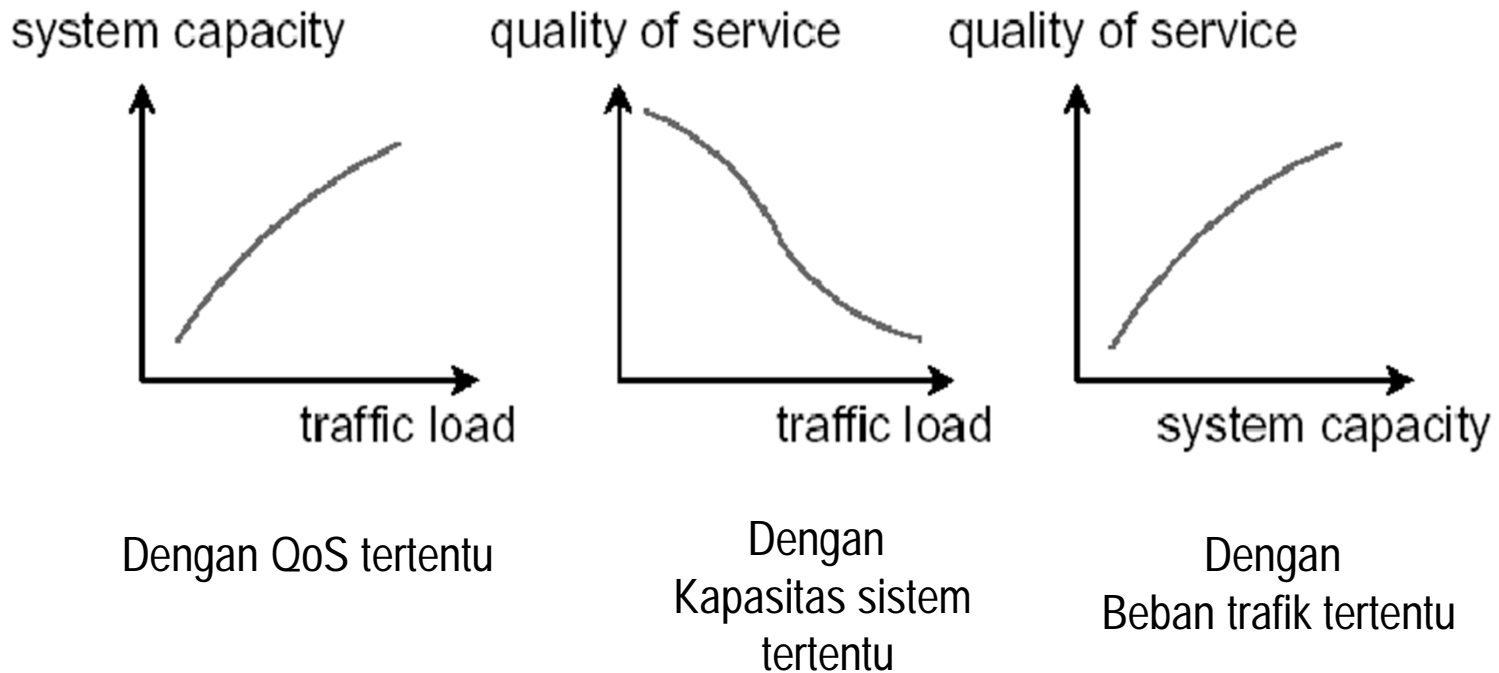 system capacity
quality of service
quality of service
traffic load
traffic load
system capacity
Dengan QoS tertentu
Dengan
Kapasitas sistem
tertentu
Dengan
Beban trafik tertentu